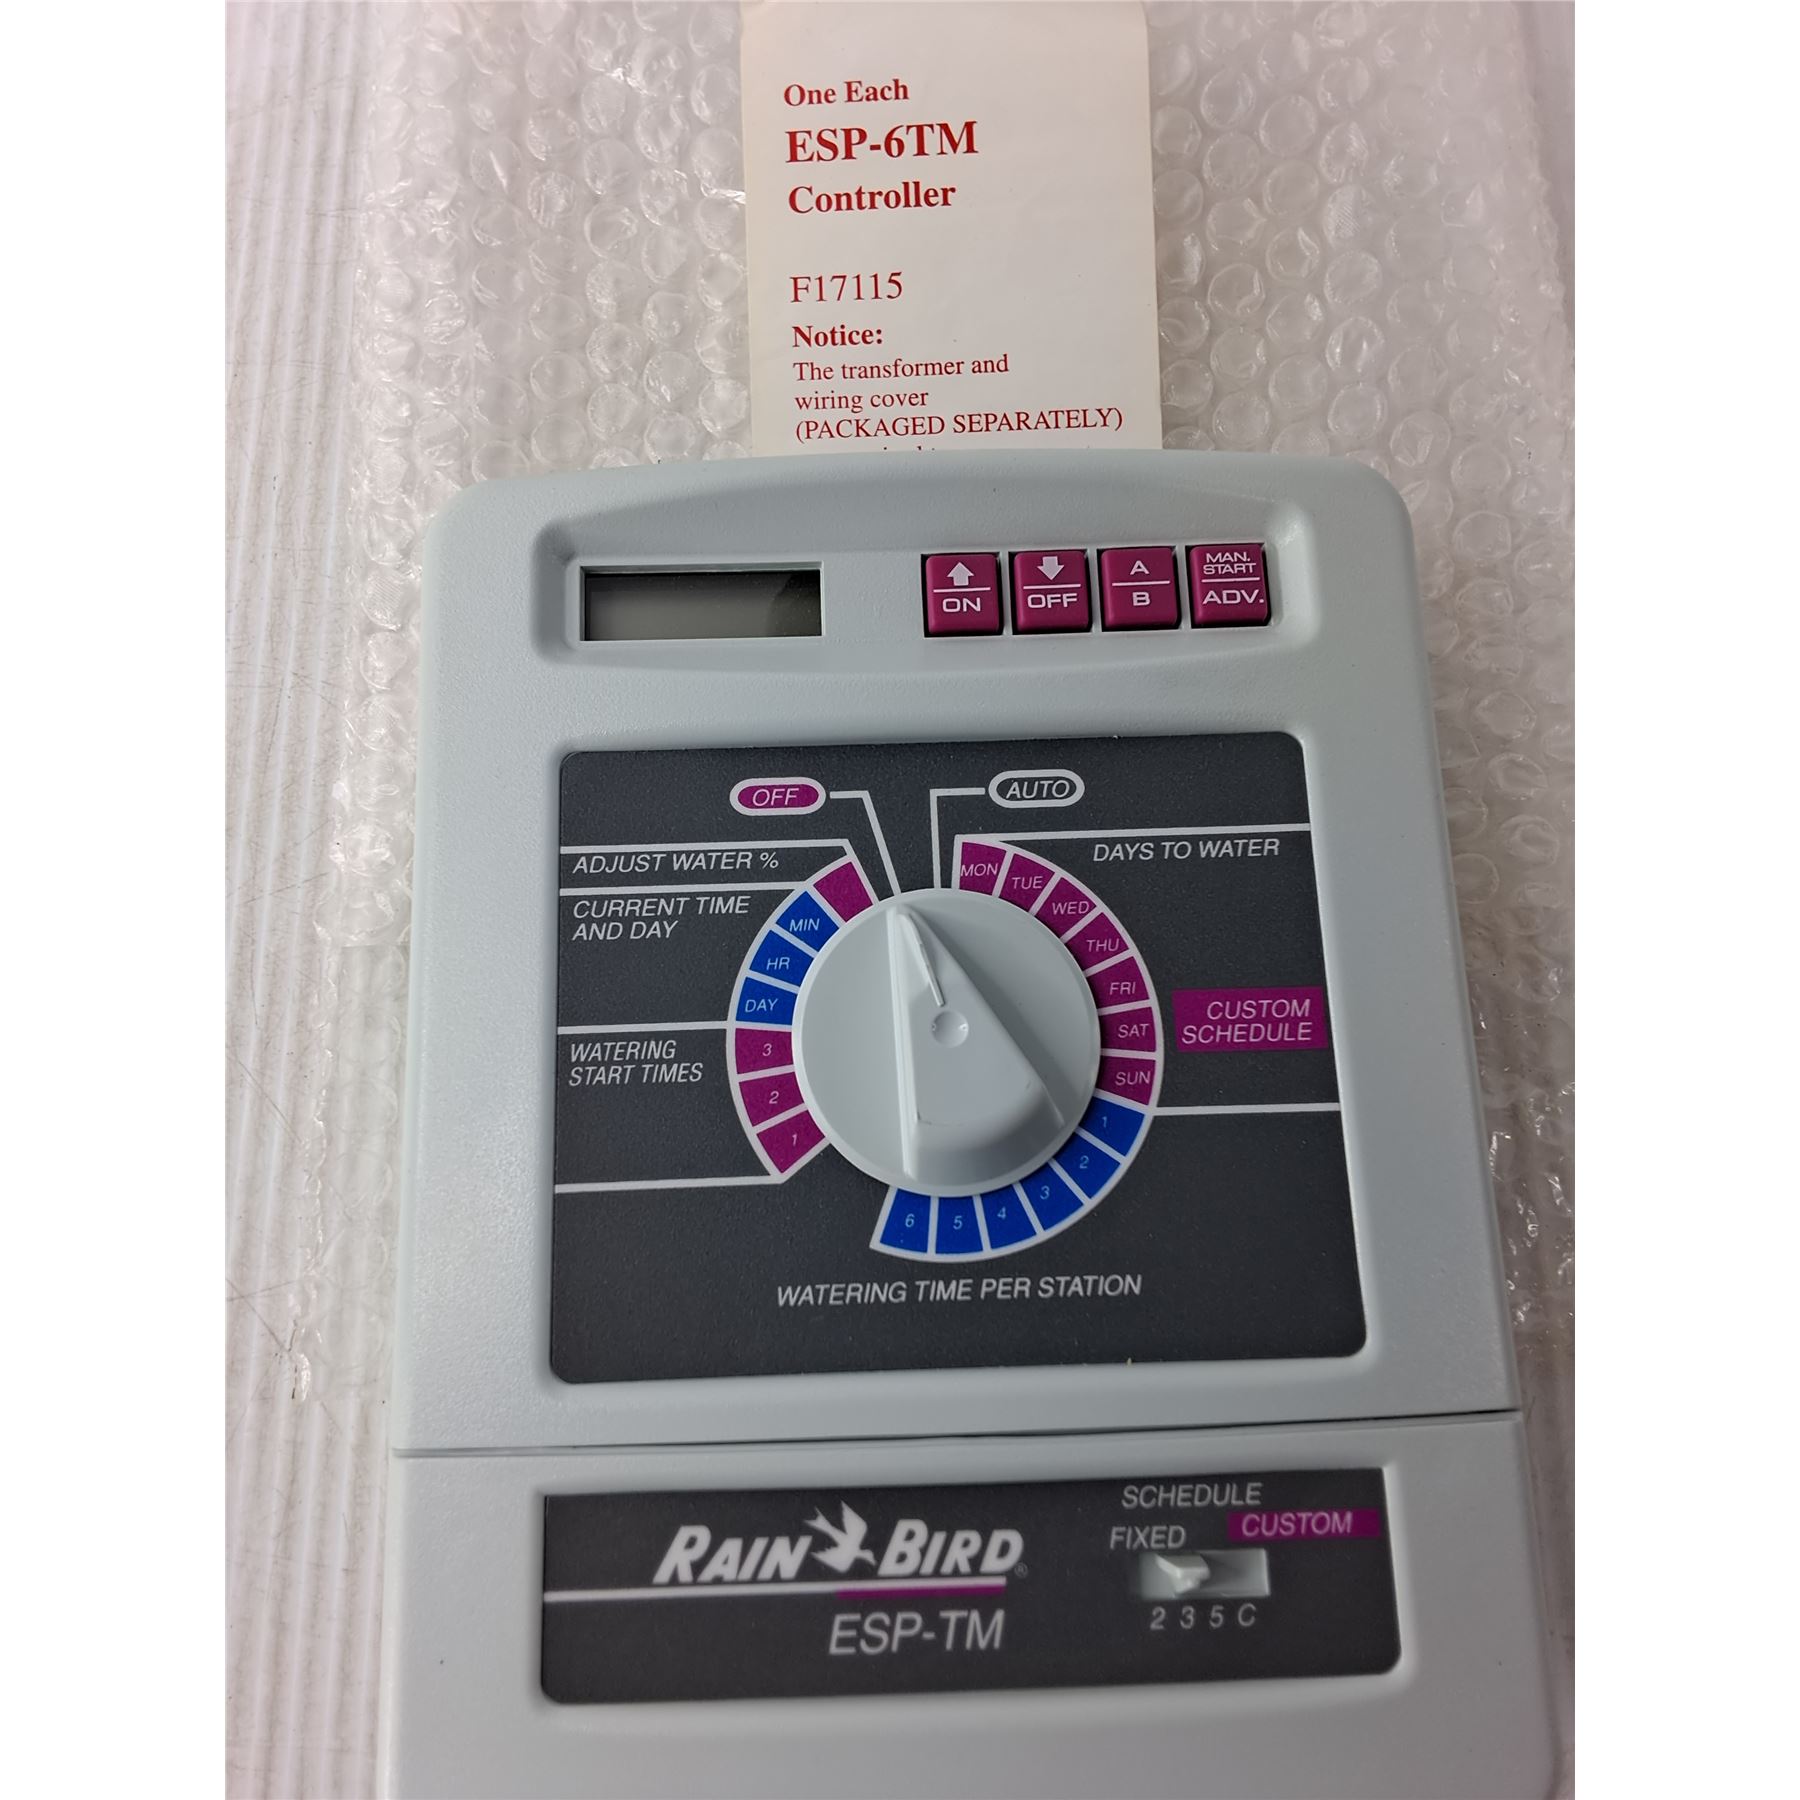 One Each
ESP-6TM
Controller
F17115
Notice:
The transformer and
wiring cover
(PACKAGED SEPARATELY)
ON
OFF
A
B
MAN.
START
ADV.
OFF
AUTO
ADJUST WATER %
DAYS TO WATER
CURRENT TIME
AND DAY
MIN
HR
DAY
WATERING
START TIMES
3
2
1
MON
TUE
WED
THU
FRI
SAT
SUN
CUSTOM
SCHEDULE
1
2
3
4
5
6
WATERING TIME PER STATION
RAIN BIRD®
ESP-TM
SCHEDULE
FIXED CUSTOM
2 3 5 C